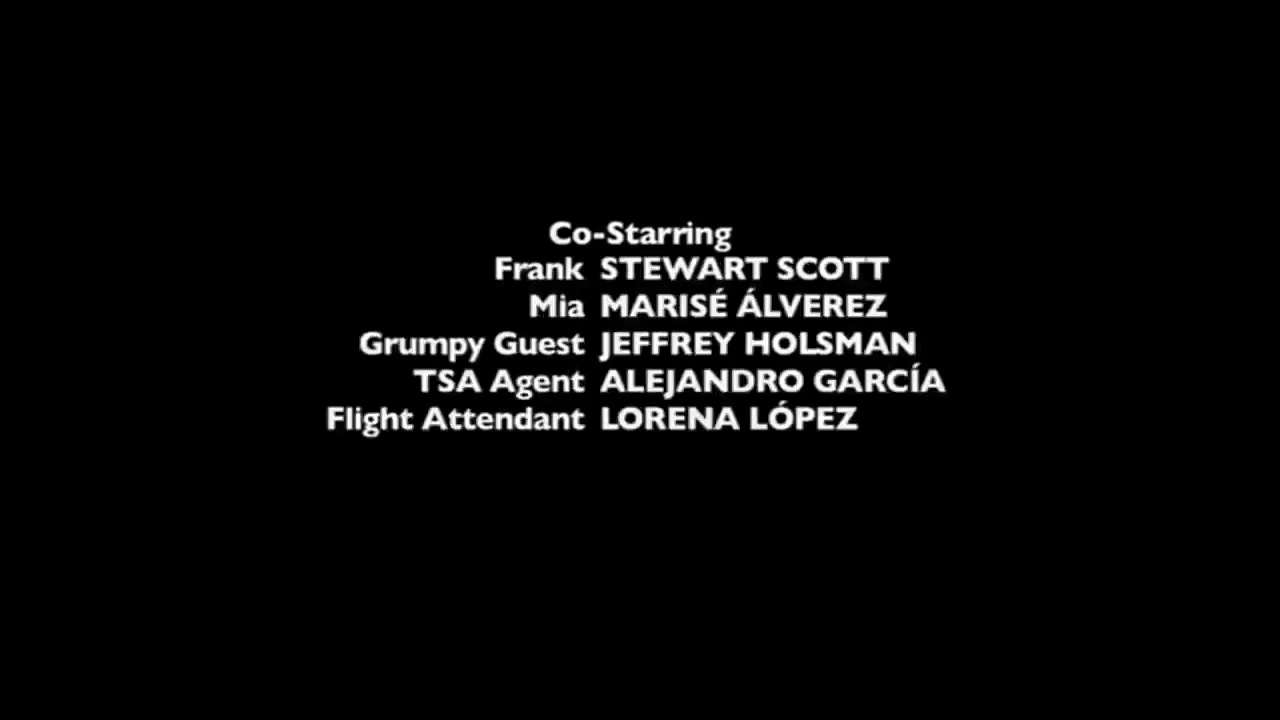 Co-Starring
Frank STEWART SCOTT
Mia MARISÉ ÁLVEREZ
Grumpy Guest JEFFREY HOLSMAN
TSA Agent ALEJANDRO GARCÍA
Flight Attendant LORENA LÓPEZ